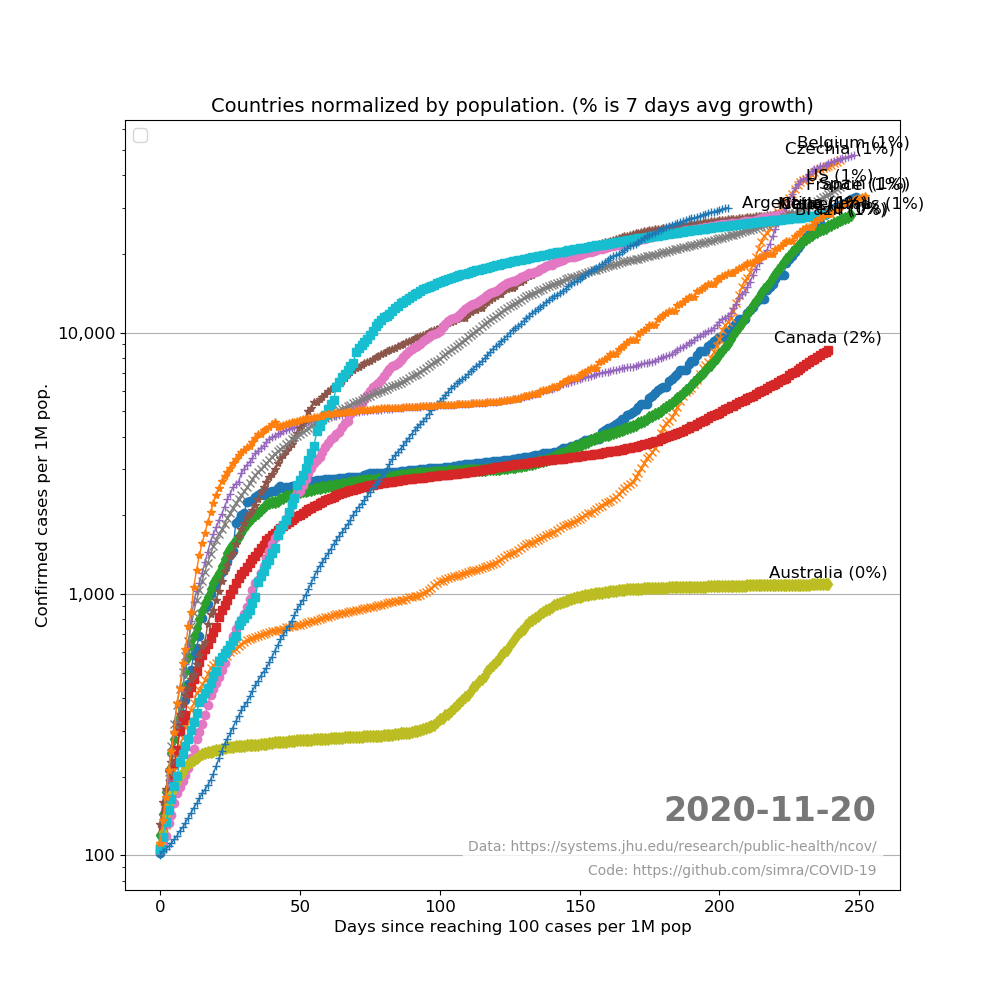 Countries normalized by population. (% is 7 days avg growth)
Belgium (1%)
Czechia (1%)
US (1%)
France (1%)
Argentina
(1%)
Canada (2%)
Australia (0%)
10,000
1,000
100
Confirmed cases per 1M pop.
2020-11-20
Data: https://systems.jhu.edu/research/public-health/ncov/
Code: https://github.com/simra/COVID-19
0
50
100
150
200
250
Days since reaching 100 cases per 1M pop